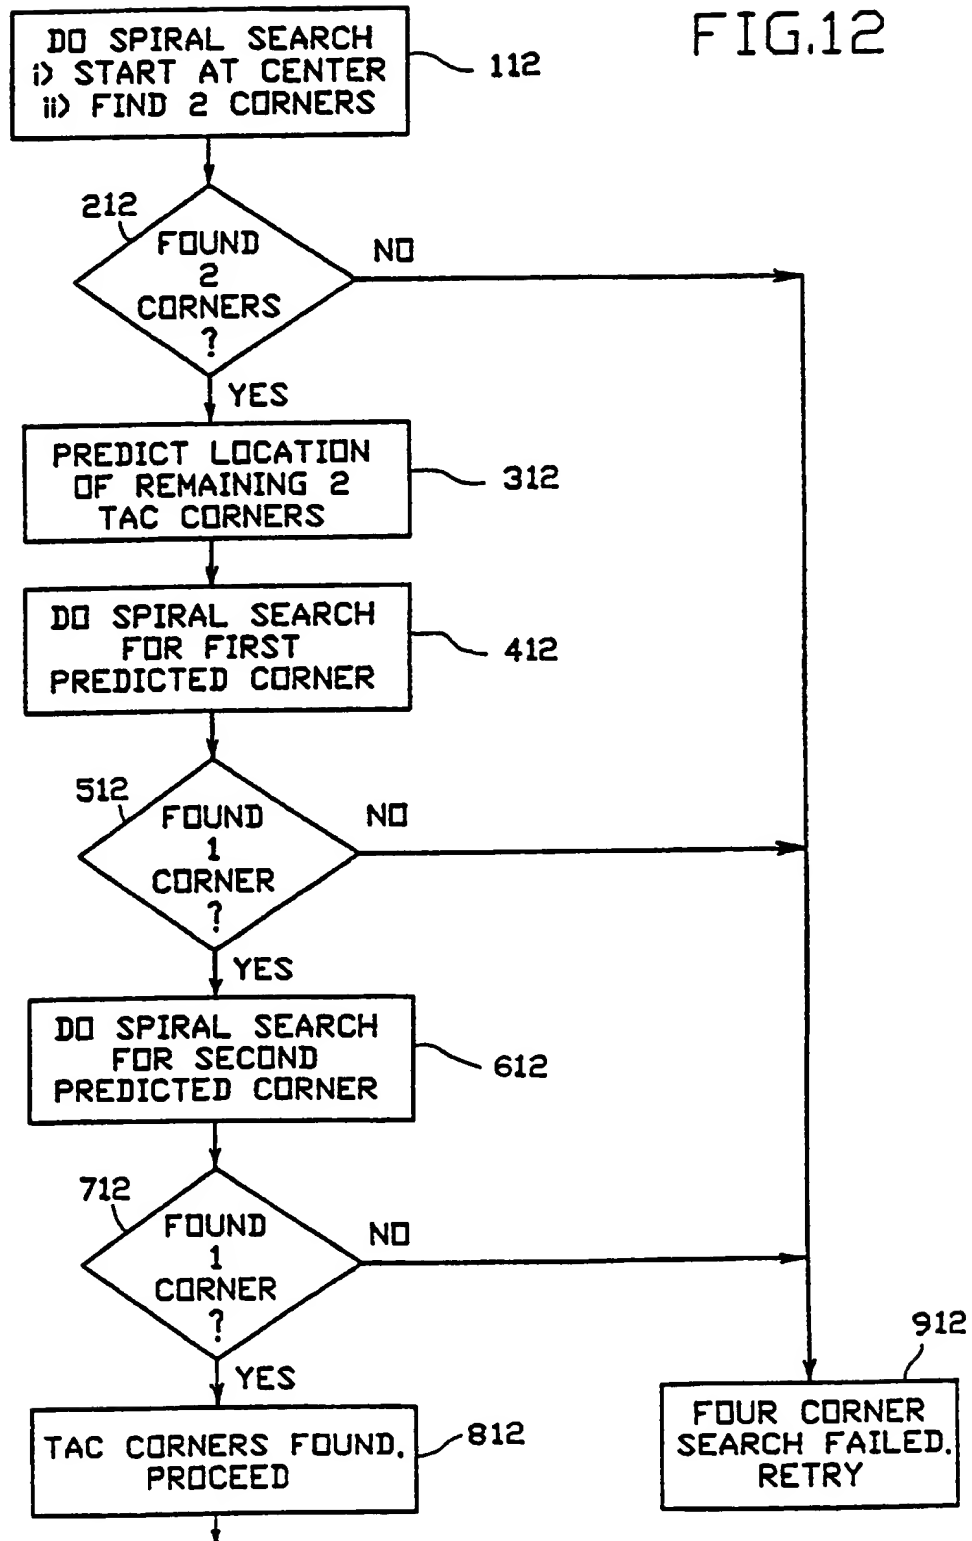 FIG.12
DO SPIRAL SEARCH
i) START AT CENTER
ii) FIND 2 CORNERS
112
212
FOUND
2
CORNERS
?
NO
YES
PREDICT LOCATION
OF REMAINING 2
TAC CORNERS
312
DO SPIRAL SEARCH
FOR FIRST
PREDICTED CORNER
412
512
FOUND
1
CORNER
?
NO
YES
DO SPIRAL SEARCH
FOR SECOND
PREDICTED CORNER
612
712
FOUND
1
CORNER
?
NO
YES
TAC CORNERS FOUND.
PROCEED
812
912
FOUR CORNER
SEARCH FAILED.
RETRY